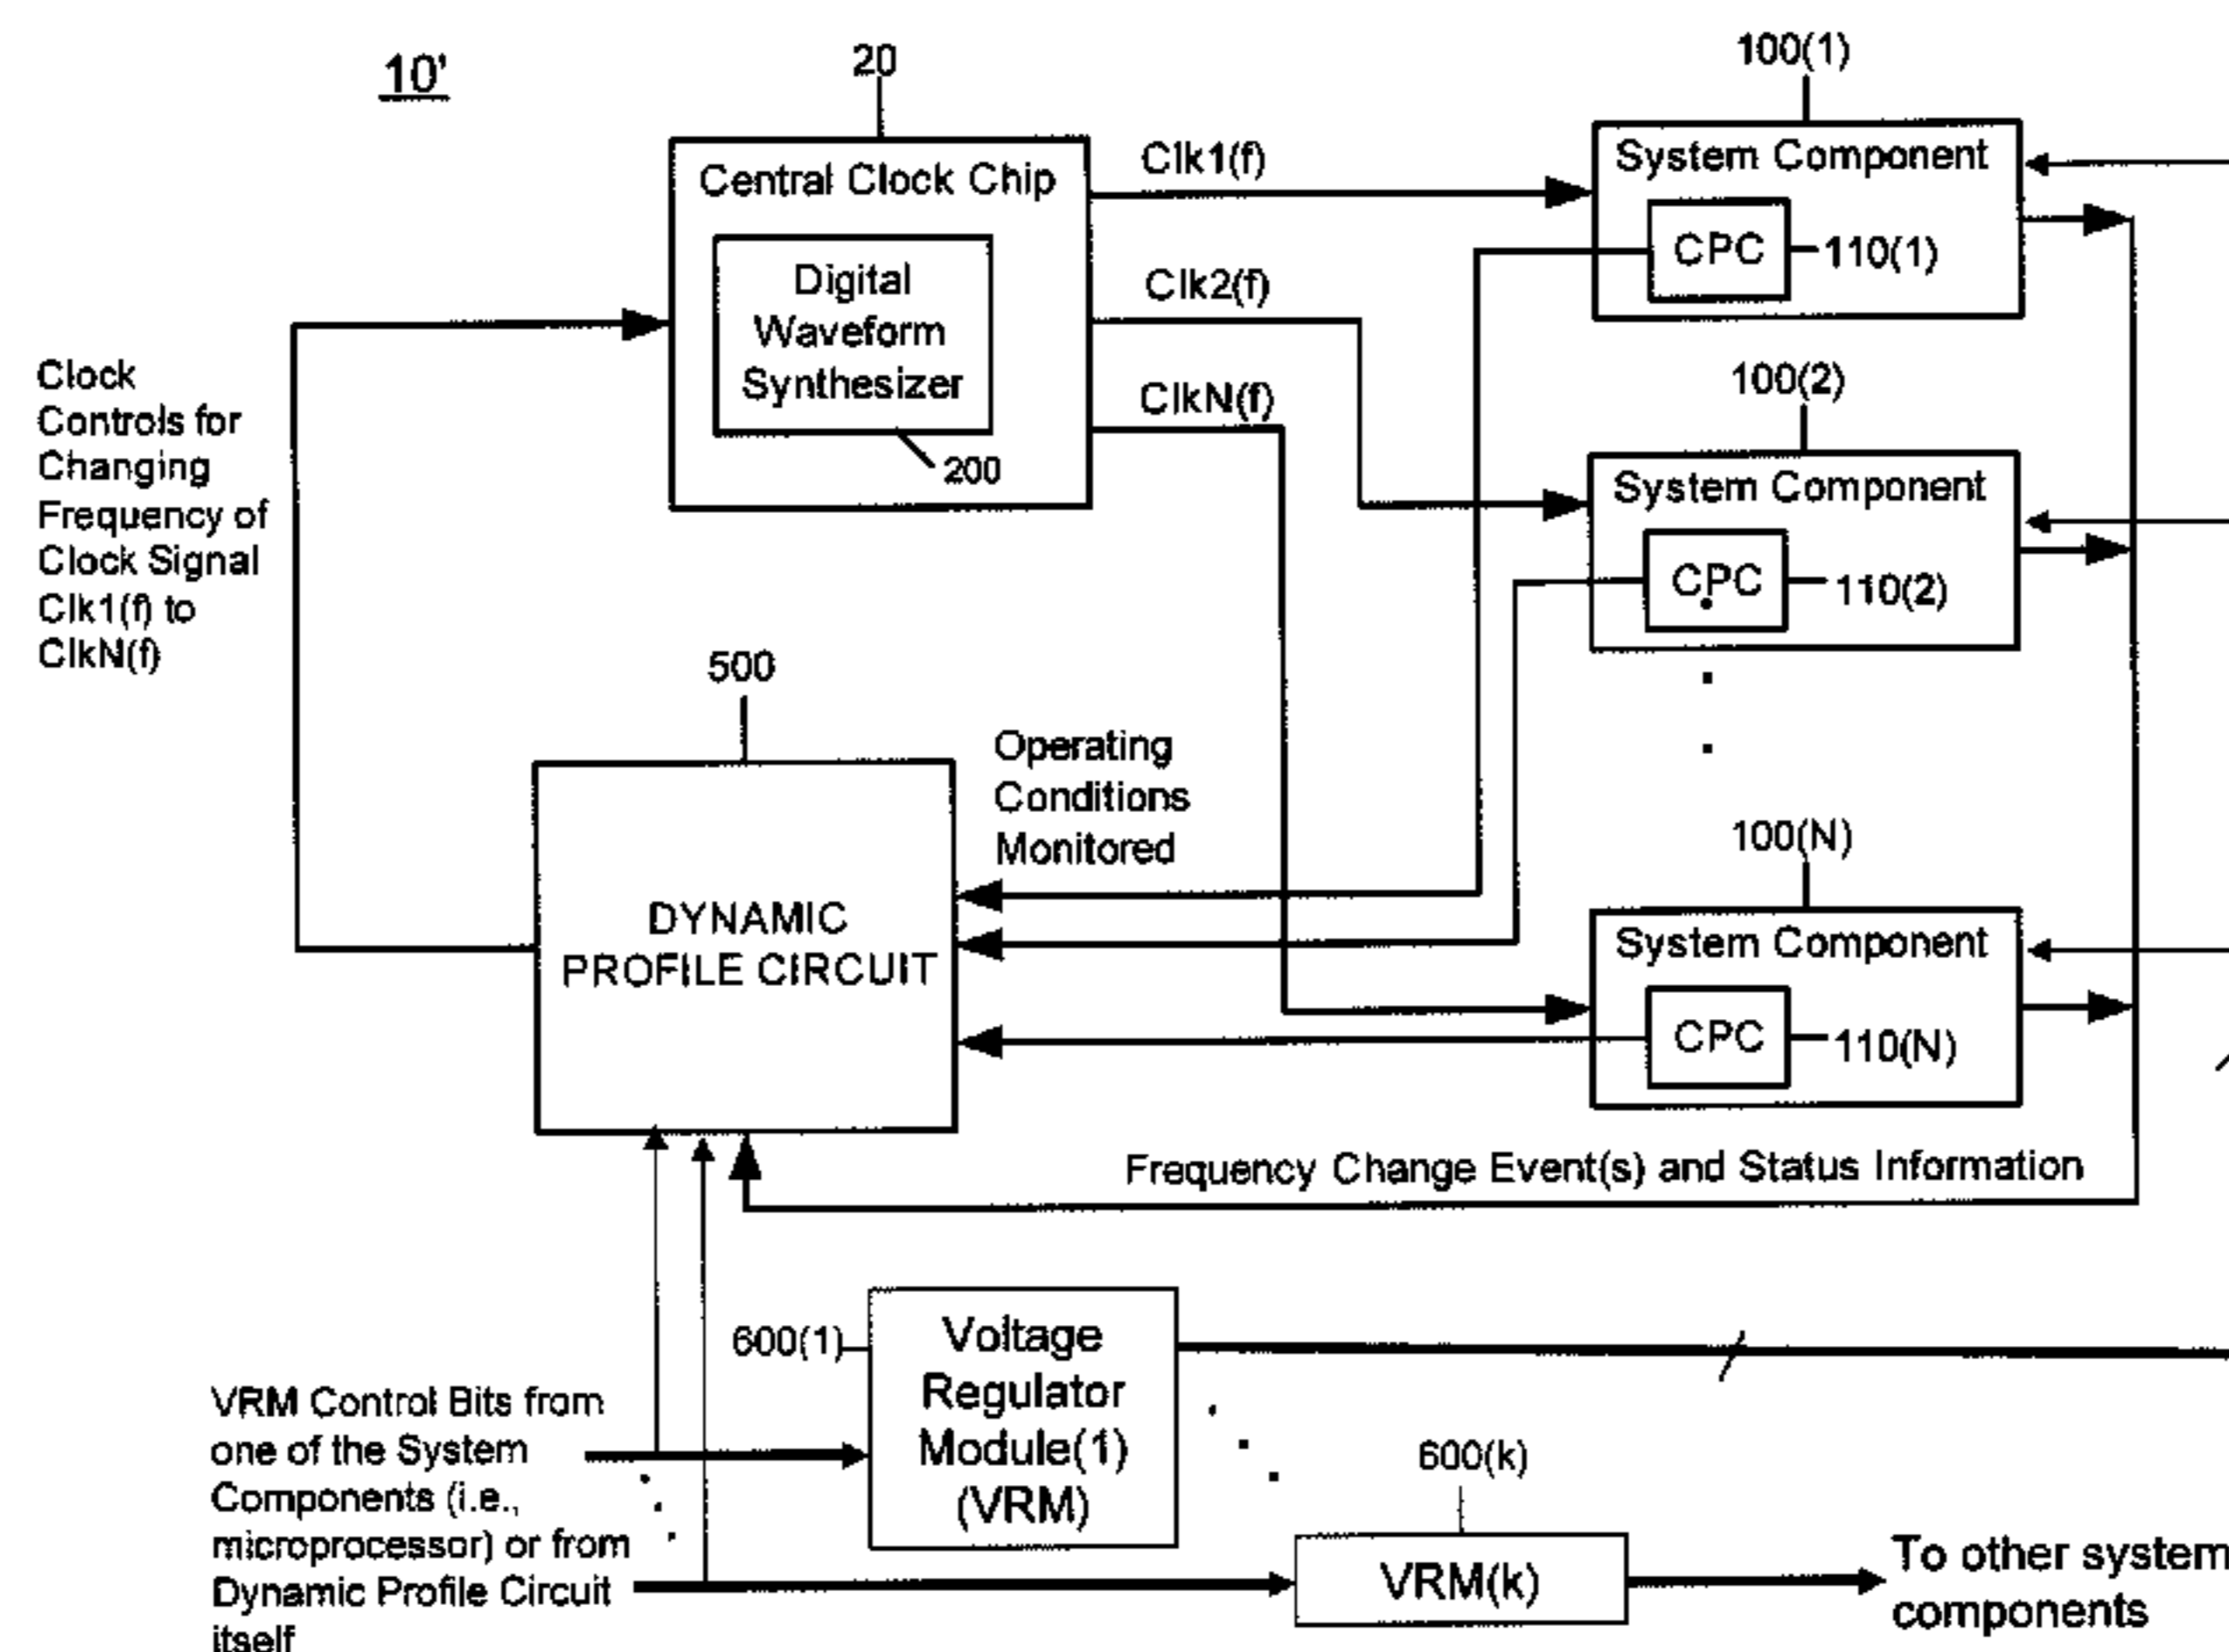 10'
20
100(1)
Central Clock Chip
Digital
Waveform
Synthesizer
200
Clk1(f)
Clk2(f)
ClkN(f)
System Component
CPC
110(1)
100(2)
System Component
CPC
110(2)
Clock
Controls for
Changing
Frequency of
Clock Signal
Clk1(f) to
ClkN(f)
500
Operating
Conditions
Monitored
DYNAMIC
PROFILE CIRCUIT
100(N)
System Component
CPC
110(N)
Frequency Change Event(s) and Status Information
600(1)
Voltage
Regulator
Module(1)
(VRM)
VRM Control Bits from
one of the System
Components (i.e.,
microprocessor) or from
Dynamic Profile Circuit
itself
600(k)
VRM(k)
To other system
components